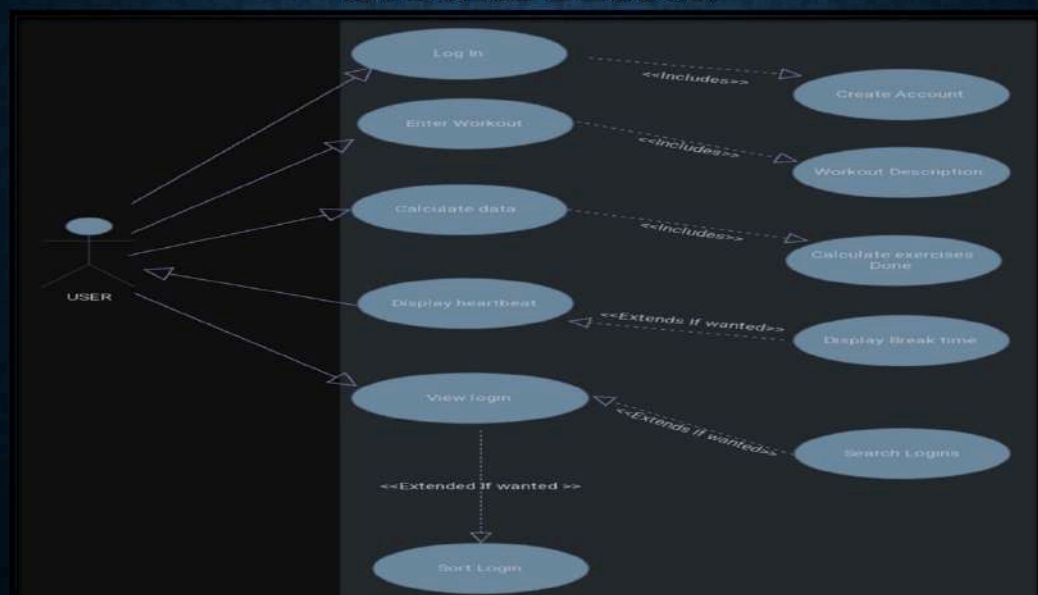 Log In
<<Includes>>
Create Account
Enter Workout
<<Includes>>
Workout Description
Calculate data
<<Includes>>
Calculate exercises
Done
USER
Display heartbeat
<<Extends If wanted>>
Display Break time
View login
<<Extends If wanted>>
Search Logins
<<Extended If wanted >>
Sort Login